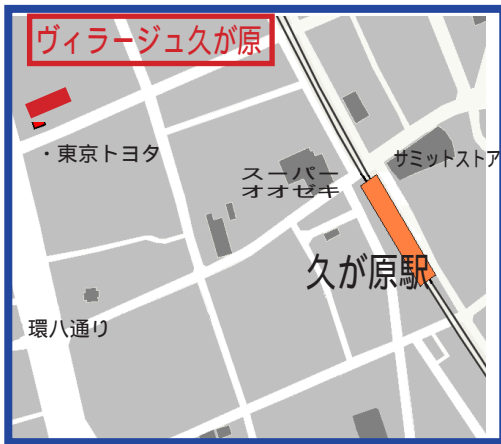 ヴィラージュ久が原
・東京トヨタ
サミットストア
スーパー
オオゼキ
久が原駅
環八通り